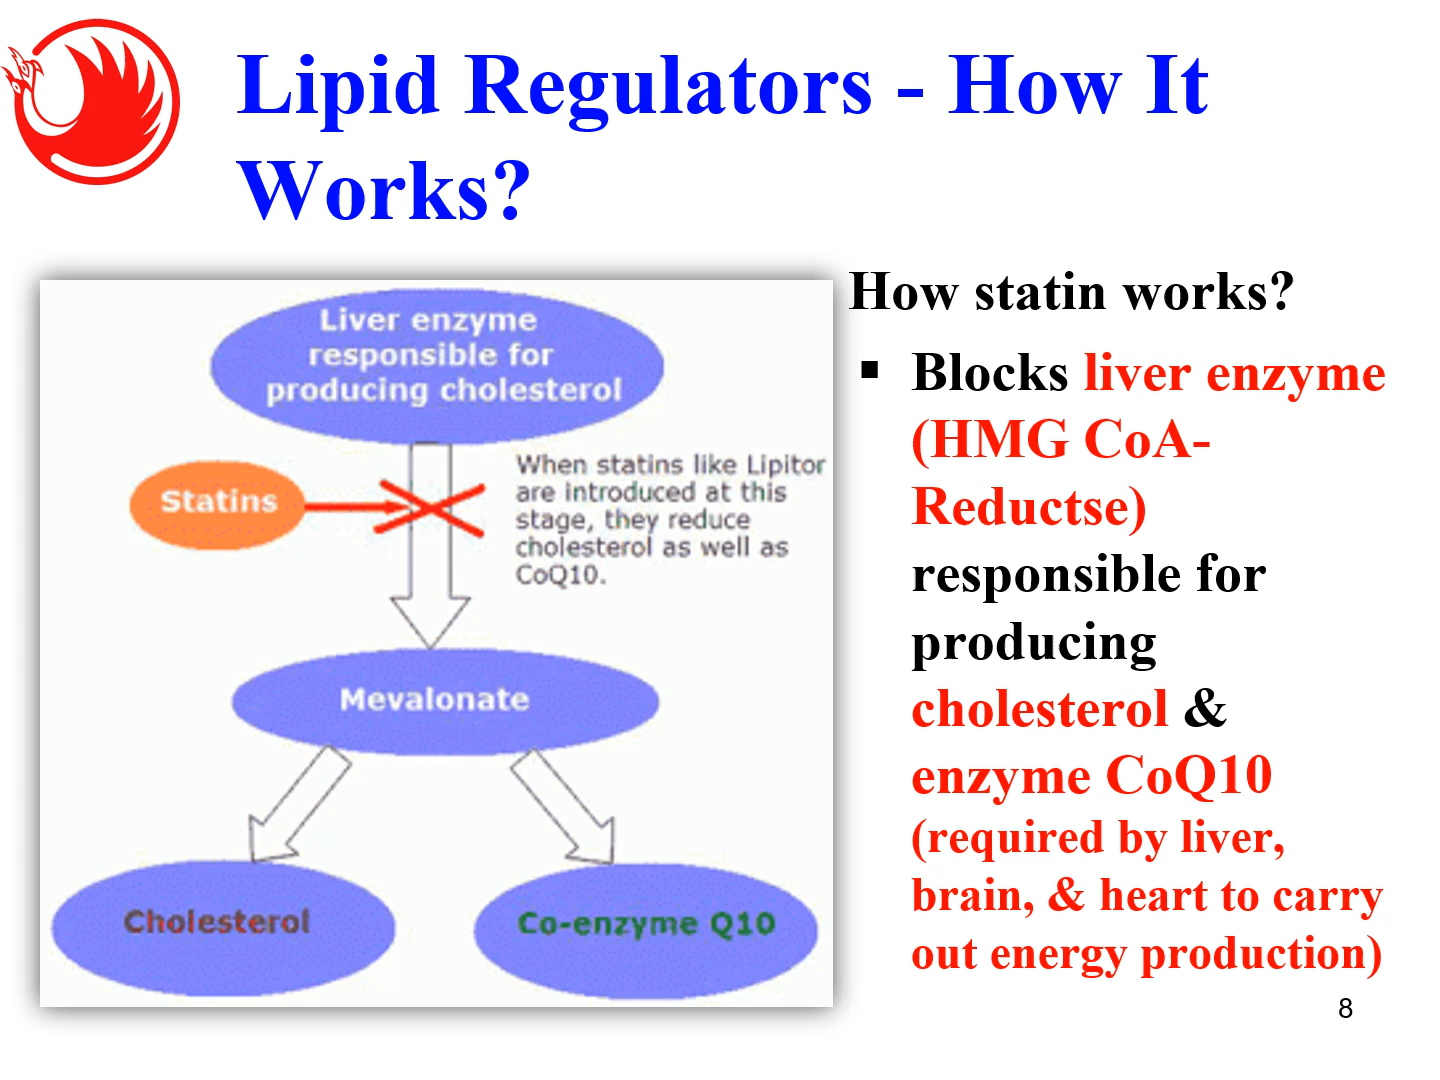 Lipid Regulators - How It
Works?
Liver enzyme
responsible for
producing cholesterol
Statins
When statins like Lipitor
are introduced at this
stage, they reduce
cholesterol as well as
CoQ10.
Mevalonate
Cholesterol
Co-enzyme Q10
How statin works?
▪ Blocks liver enzyme
(HMG CoA-
Reductse)
responsible for
producing
cholesterol &
enzyme CoQ10
(required by liver,
brain, & heart to carry
out energy production)
8